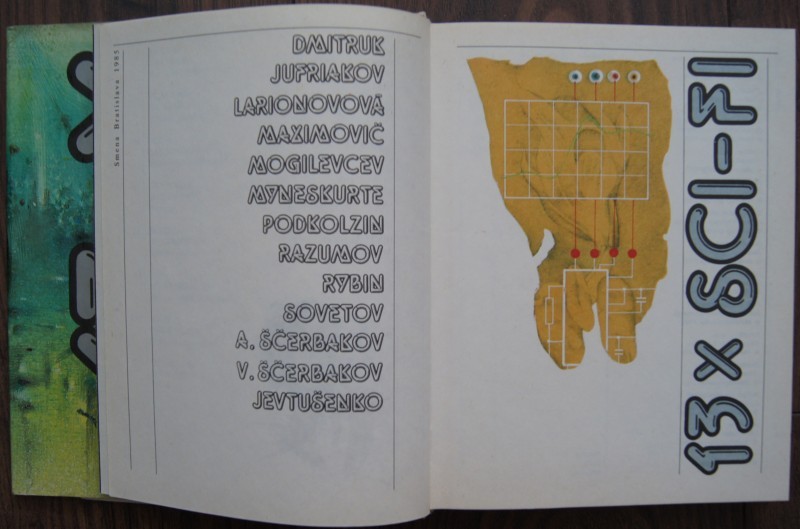 Smena Bratislava 1985
DMITRUK
JUFRIAKOV
LARIONOVOVÁ
MAXIMOVIČ
MOGILEVCEV
MYNESKURTE
PODKOLZIN
RAZUMOV
RYBIN
SOVETOV
A. ŠČERBAKOV
V. ŠČERBAKOV
JEVTUŠENKO
13 x SCI-FI